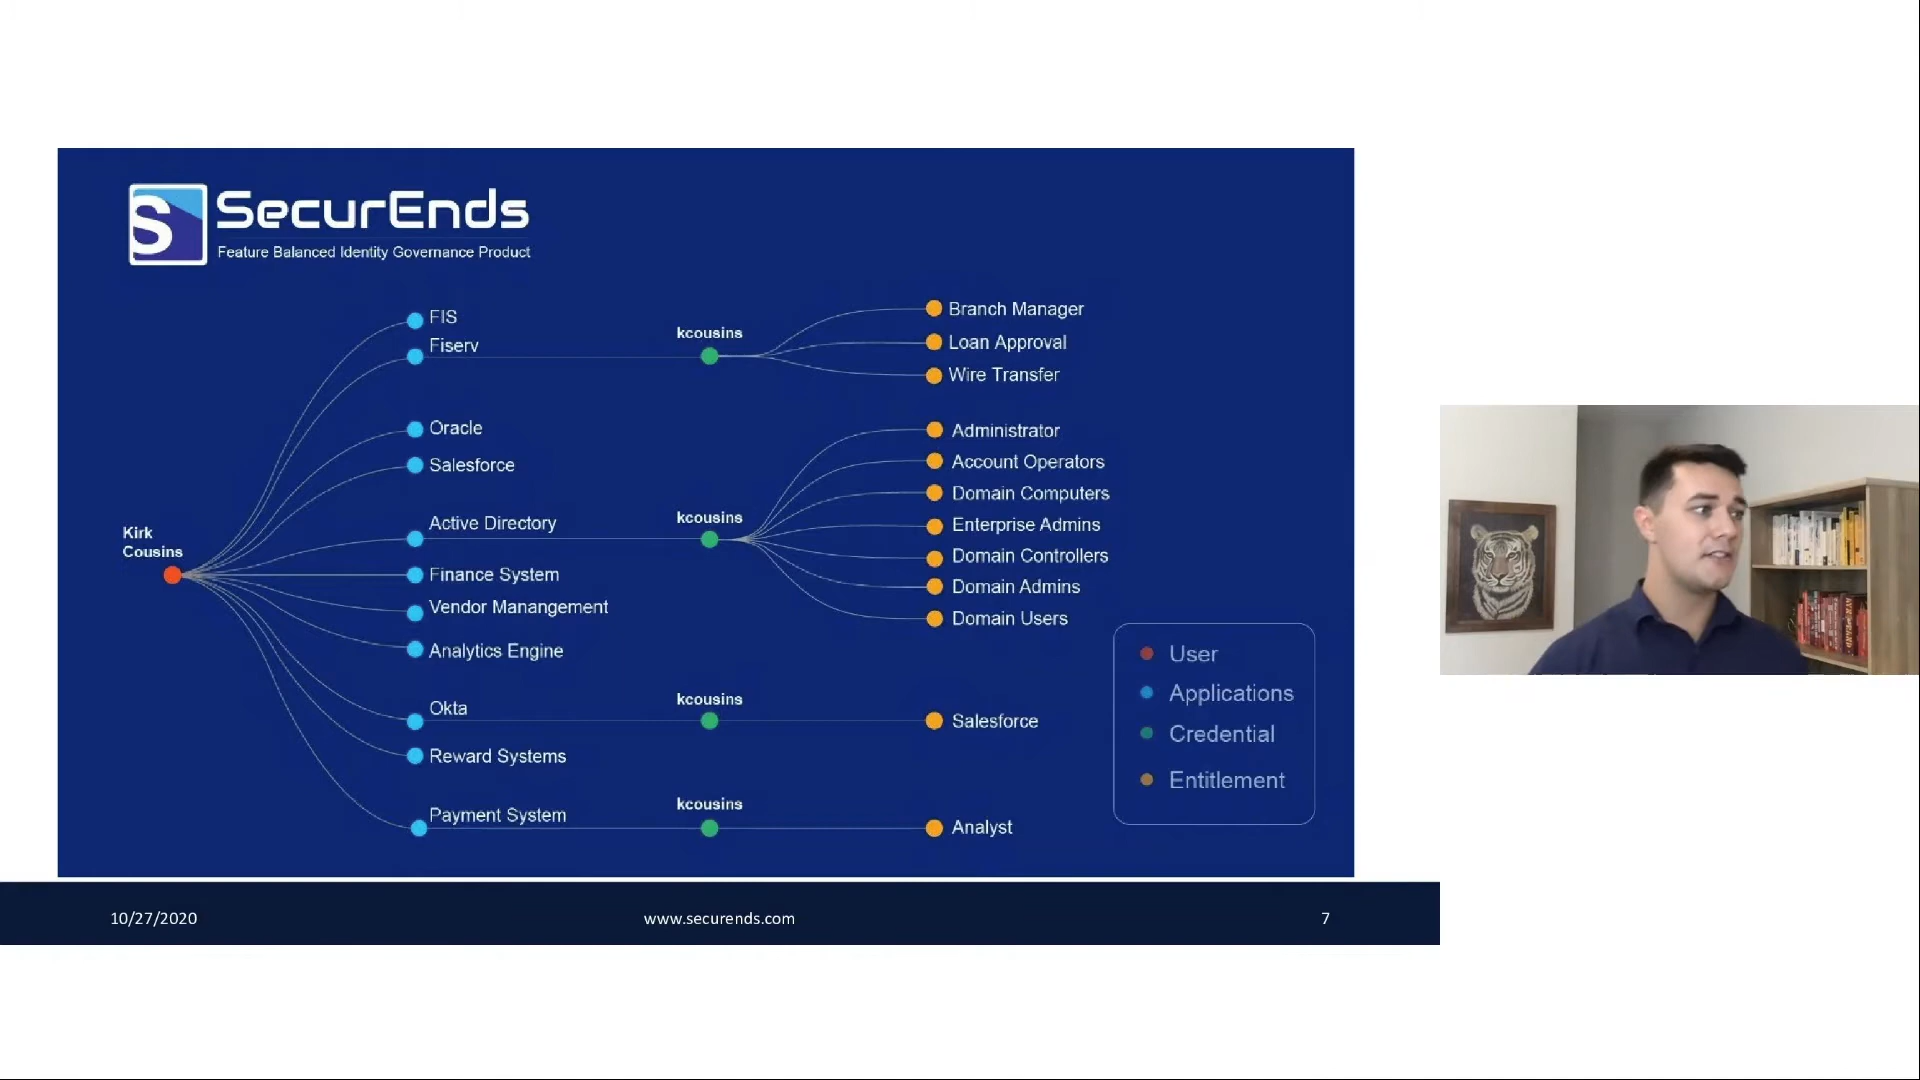 SecurEnds
Feature Balanced Identity Governance Product
Kirk
Cousins
FIS
Fiserv
Oracle
Salesforce
Active Directory
Finance System
Vendor Manangement
Analytics Engine
Okta
Reward Systems
Payment System
kcousins
Branch Manager
Loan Approval
Wire Transfer
kcousins
Administrator
Account Operators
Domain Computers
Enterprise Admins
Domain Controllers
Domain Admins
Domain Users
kcousins
Salesforce
kcousins
Analyst
User
Applications
Credential
Entitlement
10/27/2020
www.securends.com
7